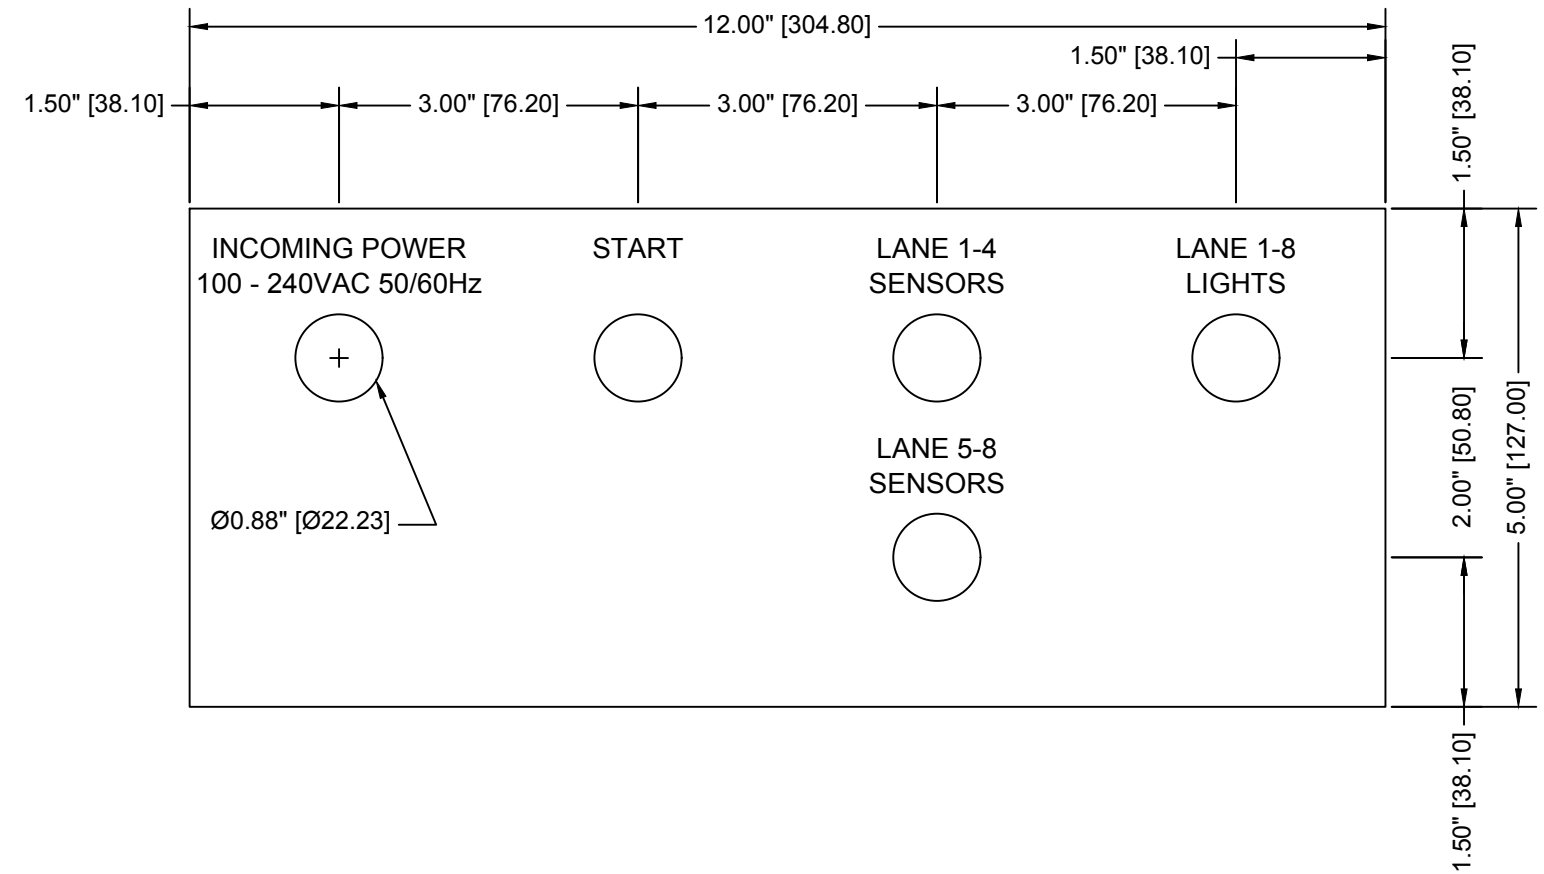 12.00" [304.80]
1.50" [38.10]
1.50" [38.10]
3.00" [76.20]
3.00" [76.20]
3.00" [76.20]
1.50" [38.10]
INCOMING POWER
100 - 240VAC 50/60Hz
START
LANE 1-4
SENSORS
LANE 1-8
LIGHTS
LANE 5-8
SENSORS
Ø0.88" [Ø22.23]
2.00" [50.80]
5.00" [127.00]
1.50" [38.10]